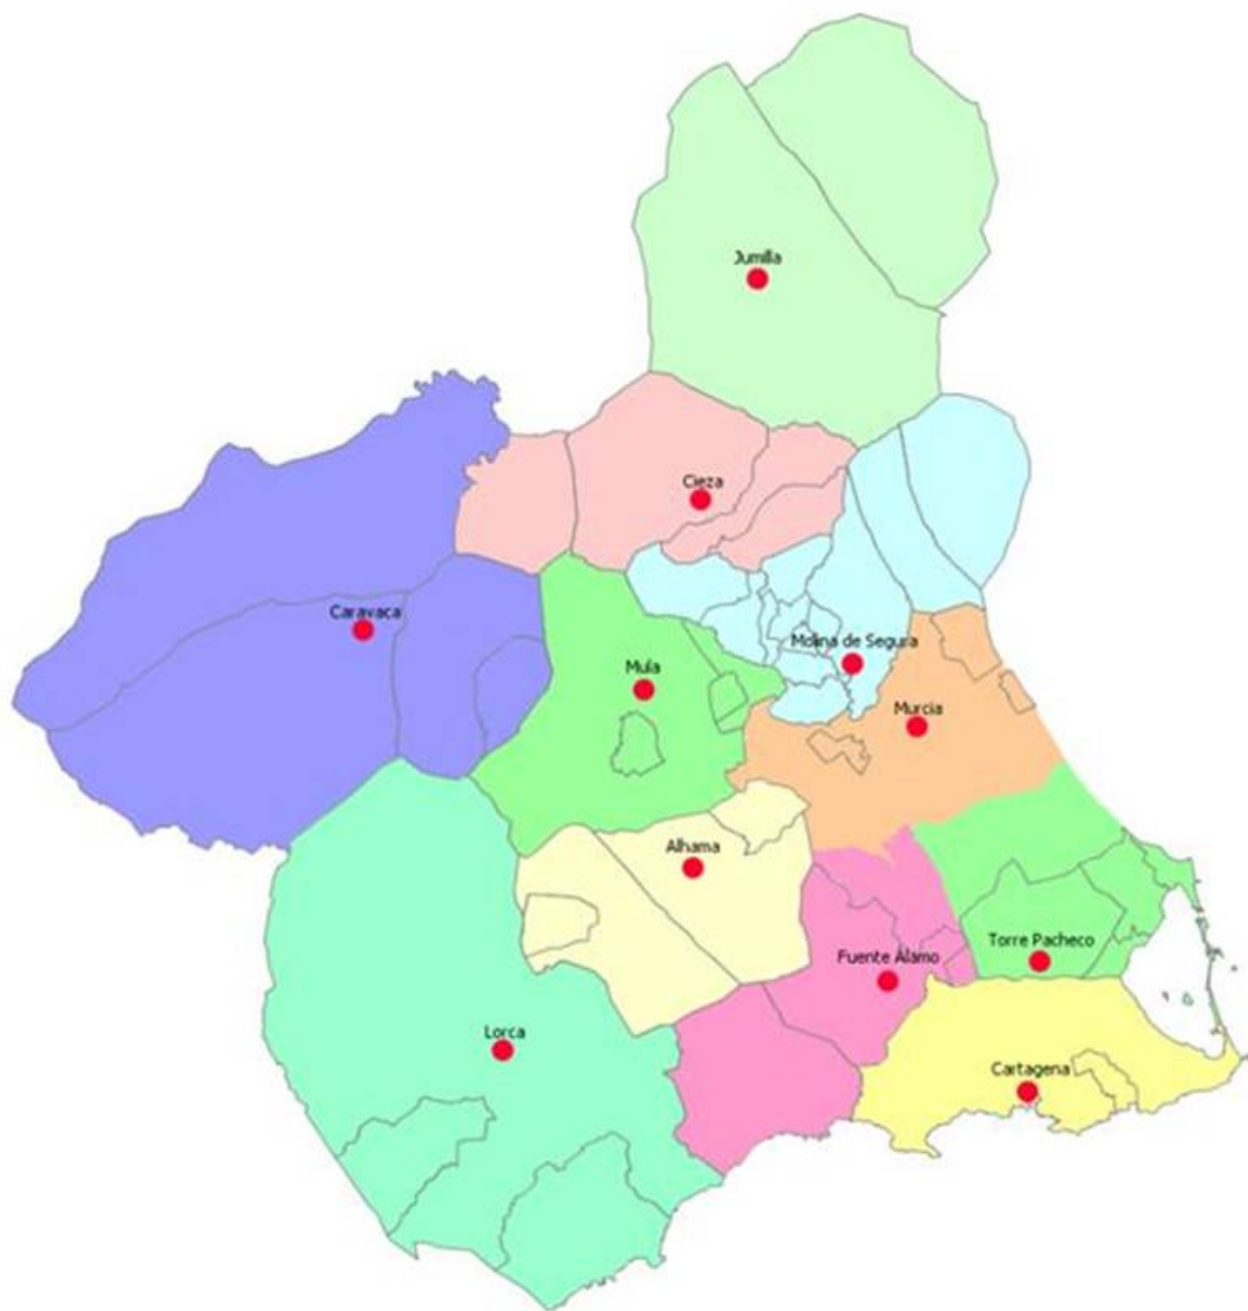 Jumilla
Cieza
Caravaca
Molina de Segura
Mula
Murcia
Alhama
Torre Pacheco
Fuente Álamo
Lorca
Cartagena